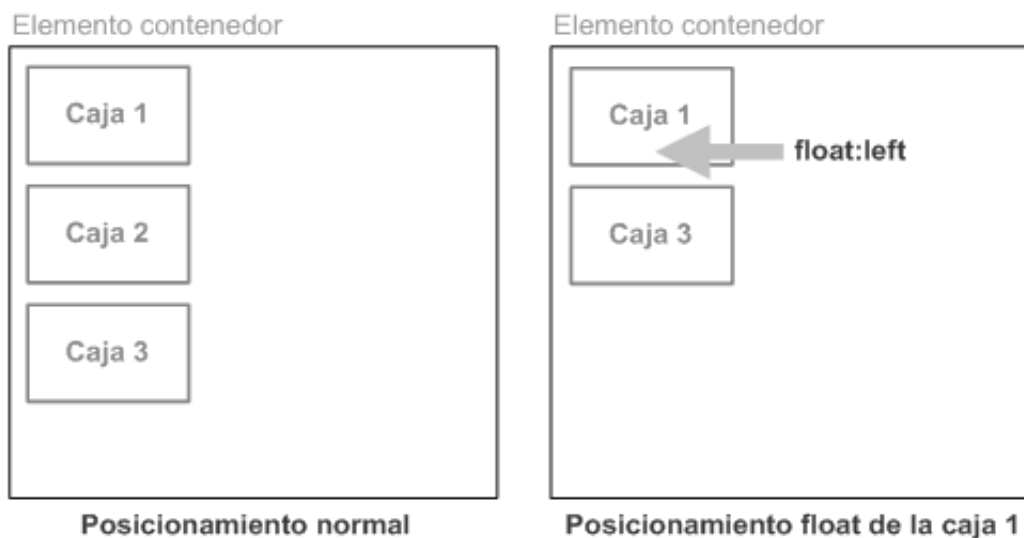 Elemento contenedor
Caja 1
Caja 2
Caja 3
Posicionamiento normal
Elemento contenedor
Caja 1
float:left
Caja 3
Posicionamiento float de la caja 1